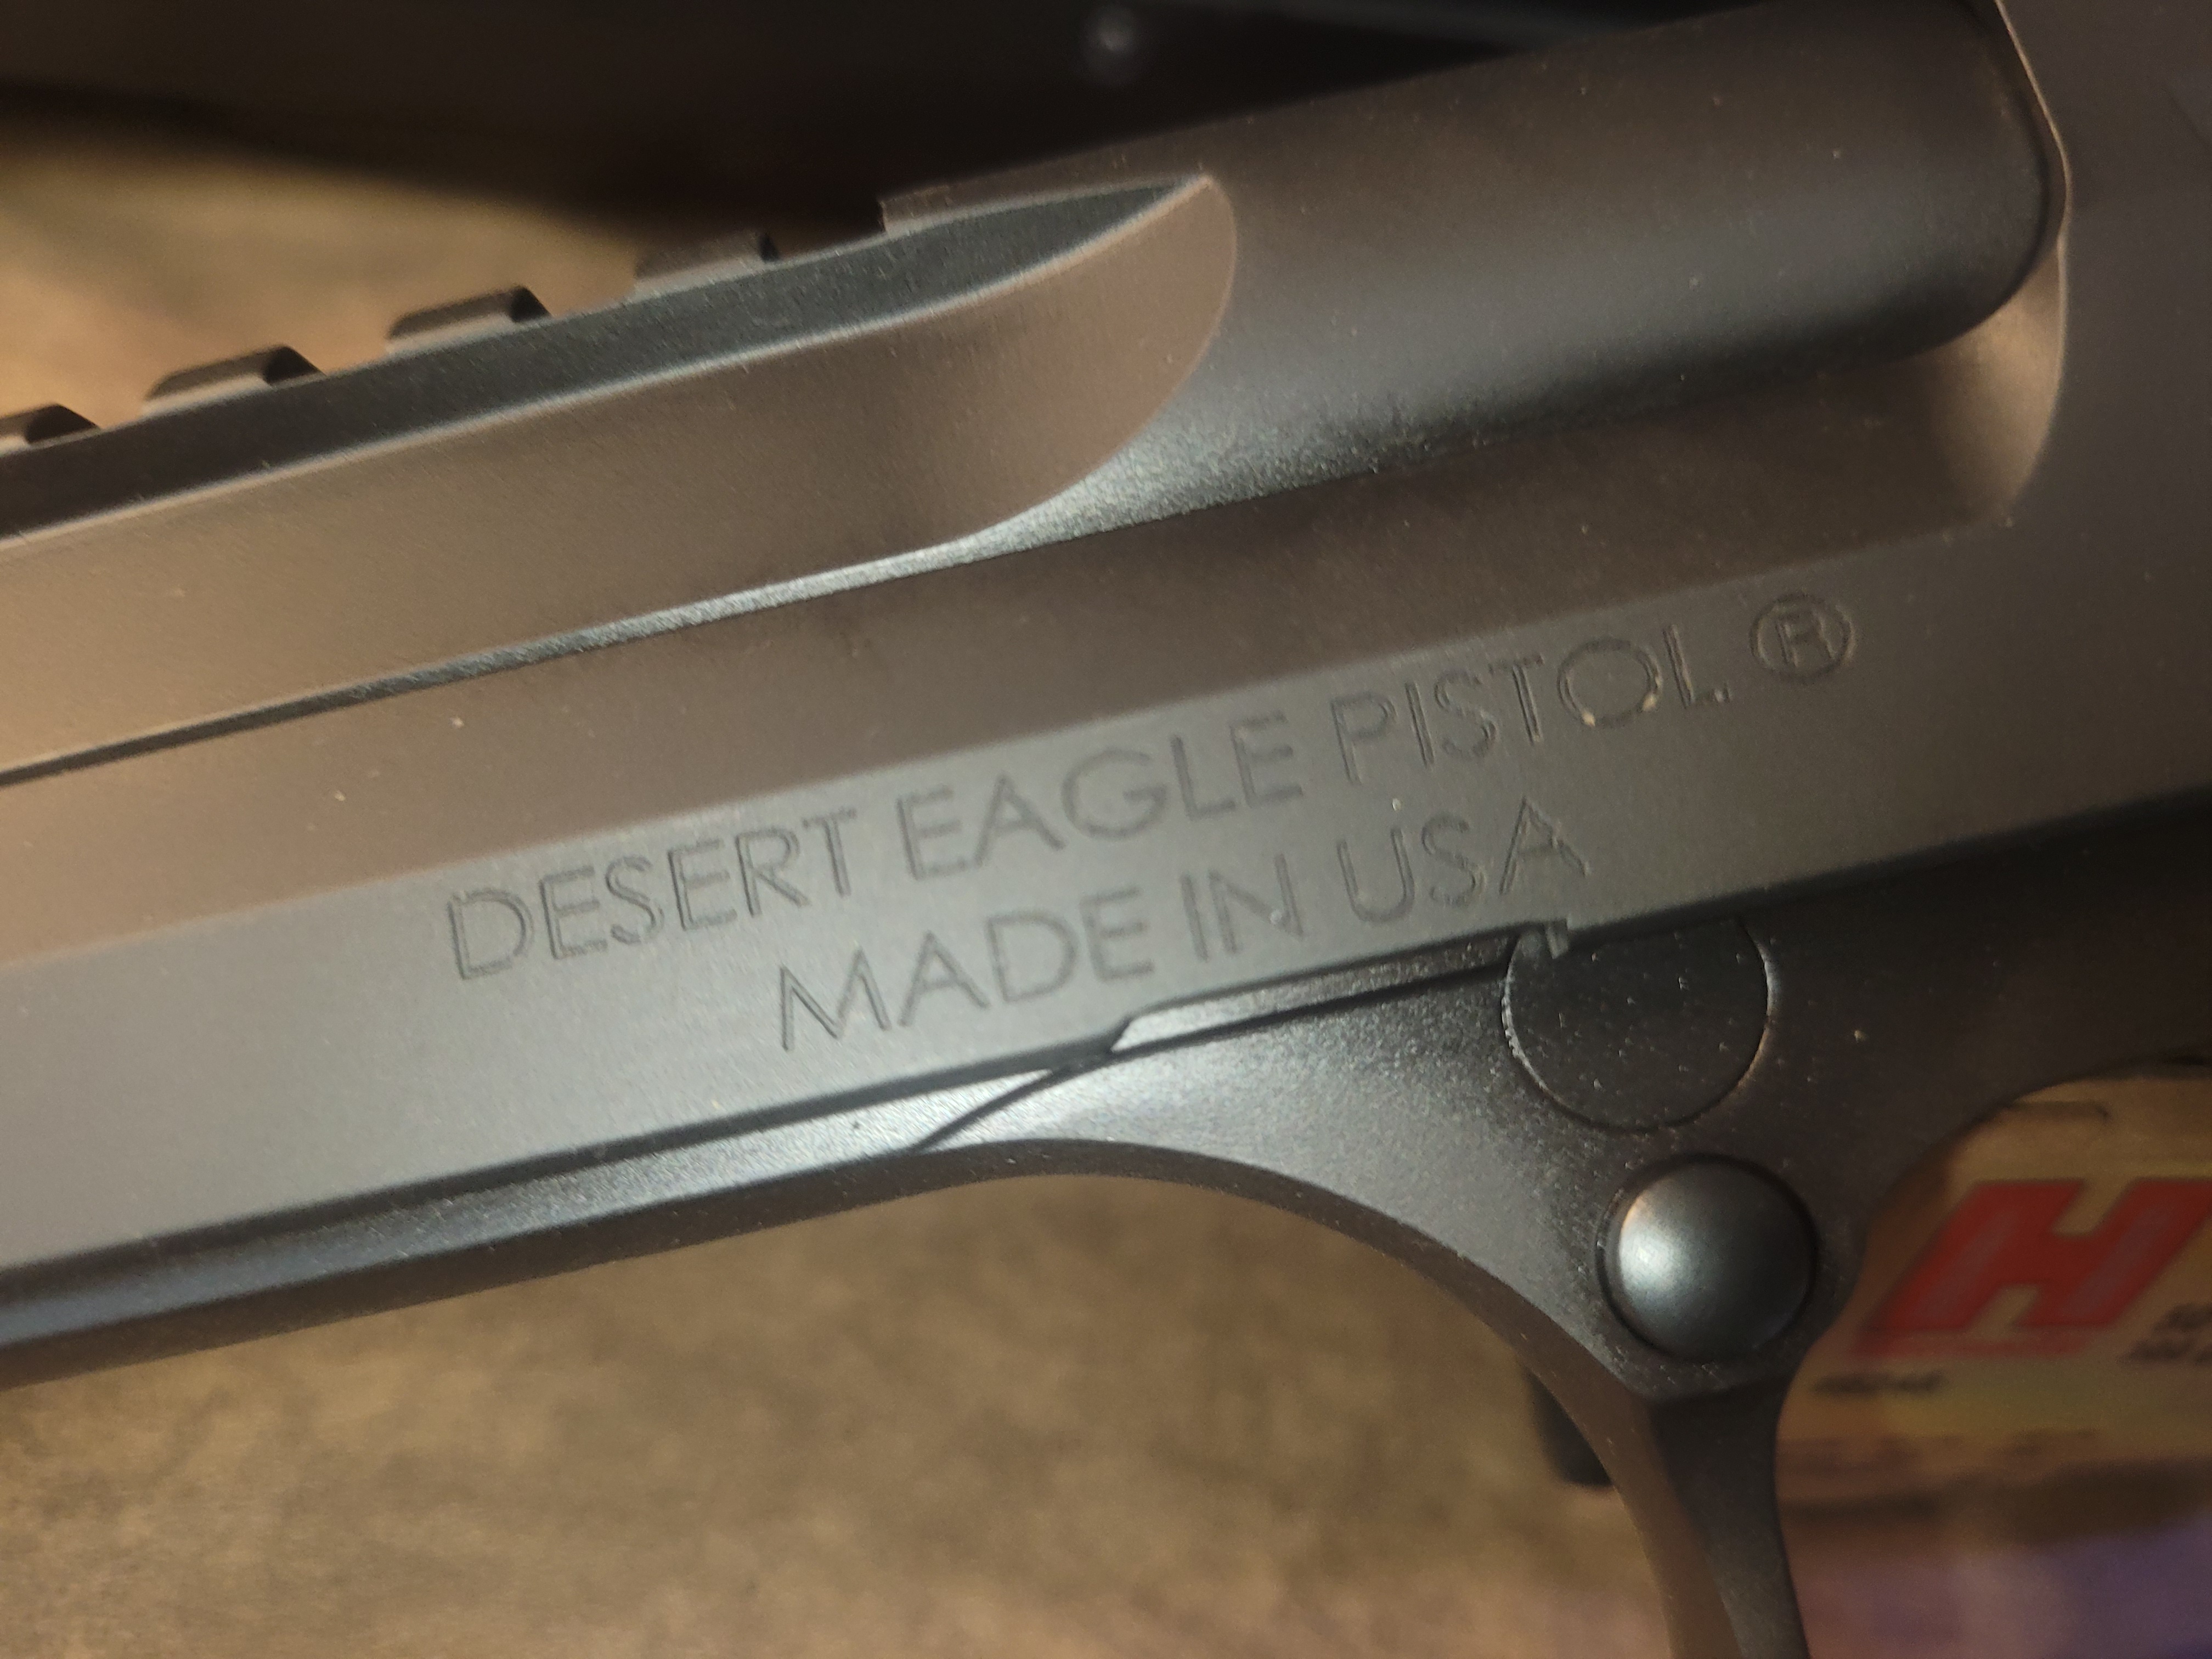 DESERT EAGLE PISTOL ®
MADE IN USA
H